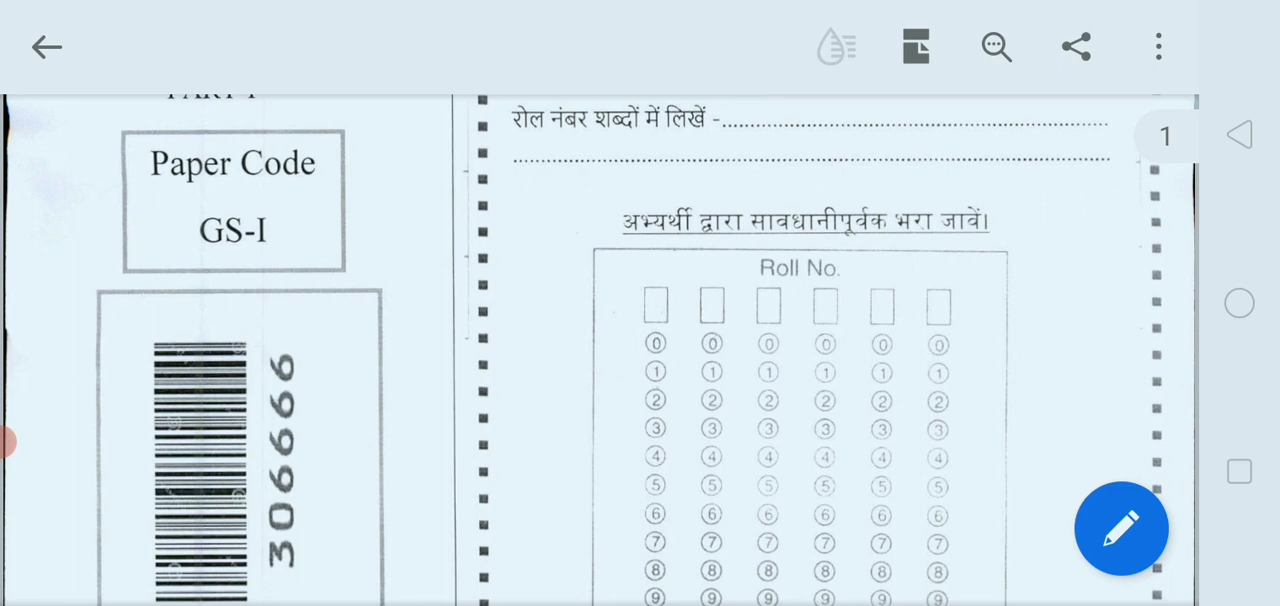 1
Paper Code
GS-I
306666
रोल नंबर शब्दों में लिखें -
अभ्यर्थी द्वारा सावधानीपूर्वक भरा जावें।
Roll No.
0 0 0 0 0 0
1 1 1 1 1 1
2 2 2 2 2 2
3 3 3 3 3 3
4 4 4 4 4 4
5 5 5 5 5 5
6 6 6 6 6 6
7 7 7 7 7 7
8 8 8 8 8 8
9 9 9 9 9 9